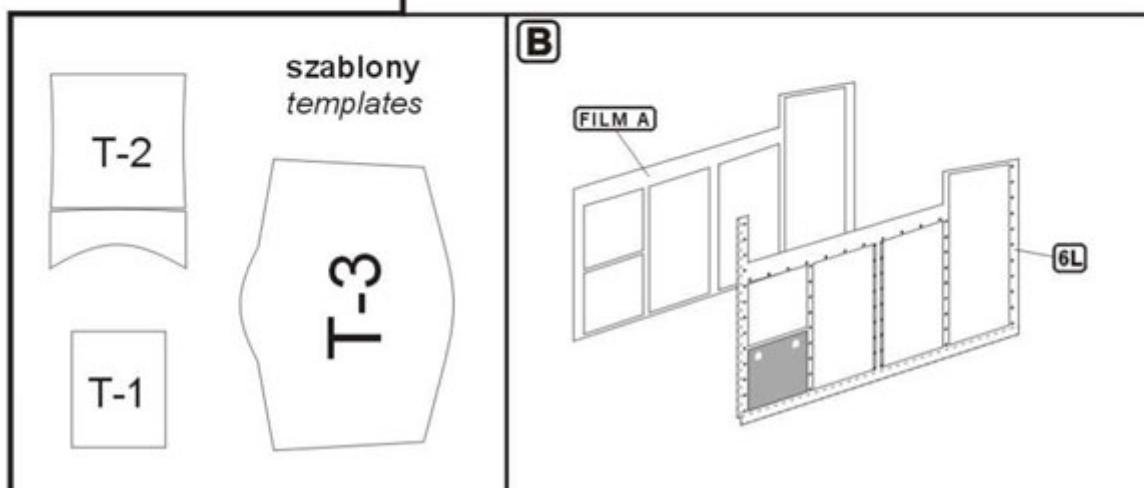 szablony
templates
T-2
T-1
T-3
B
FILM A
6L